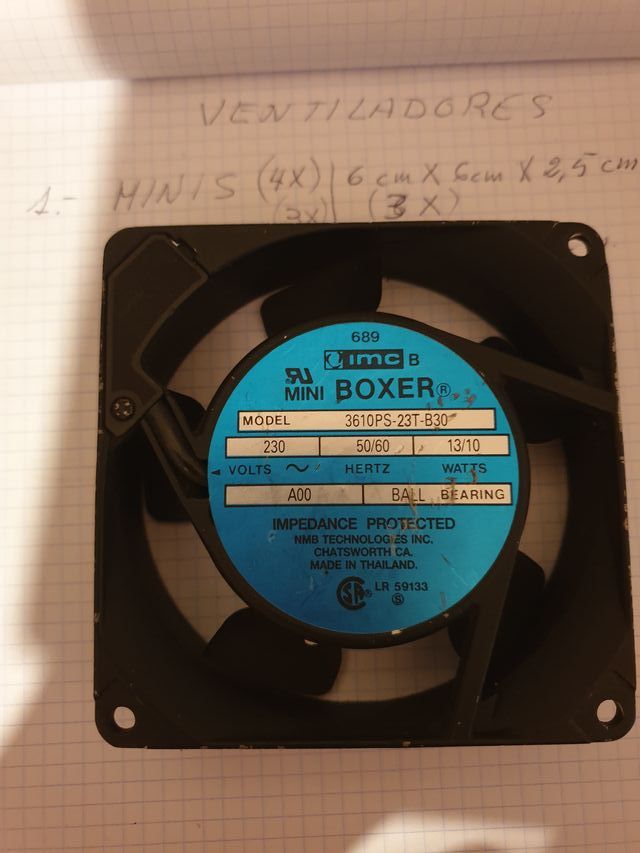 VENTILADORES
1.- MINIS (4X) | 6 cm X 6cm X 2,5 cm
(3X) | (3 X)
689
imc B
MINI BOXER®
MODEL 3610PS-23T-B30
230 50/60 13/10
VOLTS ~ HERTZ WATTS
A00 BALL BEARING
IMPEDANCE PROTECTED
NMB TECHNOLOGIES INC.
CHATSWORTH CA.
MADE IN THAILAND.
LR 59133
S